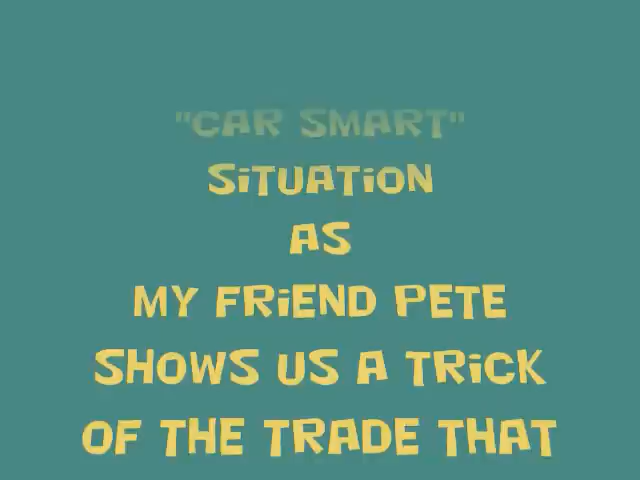 "CAR SMART"
SiTUATiON
AS
MY FRiEND PETE
SHOWS US A TRiCK
OF THE TRADE THAT